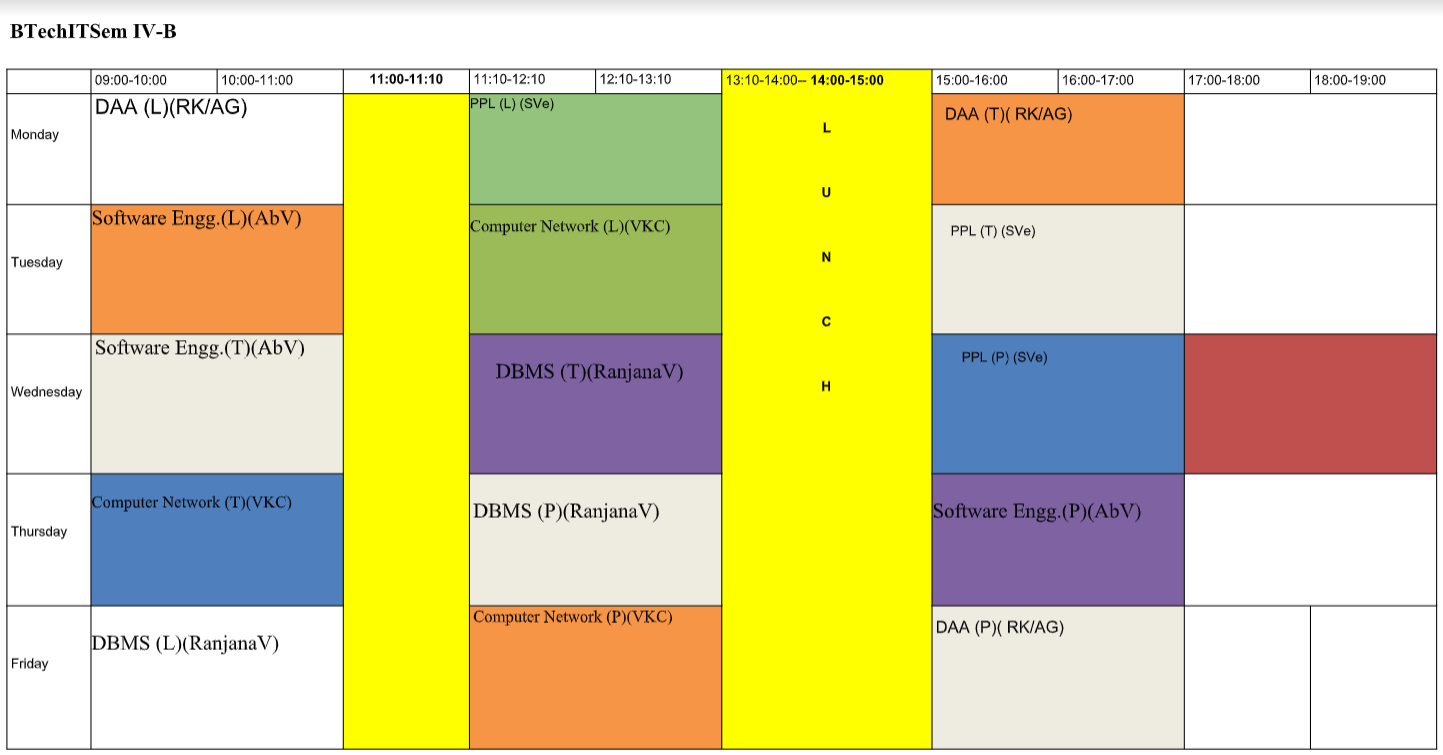 BTechITSem IV-B
09:00-10:00 10:00-11:00 11:00-11:10 11:10-12:10 12:10-13:10 13:10-14:00-- 14:00-15:00 15:00-16:00 16:00-17:00 17:00-18:00 18:00-19:00
Monday DAA (L)(RK/AG) PPL (L) (SVe) DAA (T)( RK/AG)
Tuesday Software Engg.(L)(AbV) Computer Network (L)(VKC) PPL (T) (SVe)
Wednesday Software Engg.(T)(AbV) DBMS (T)(RanjanaV) PPL (P) (SVe)
Thursday Computer Network (T)(VKC) DBMS (P)(RanjanaV) Software Engg.(P)(AbV)
Friday DBMS (L)(RanjanaV) Computer Network (P)(VKC) DAA (P)( RK/AG)
L
U
N
C
H